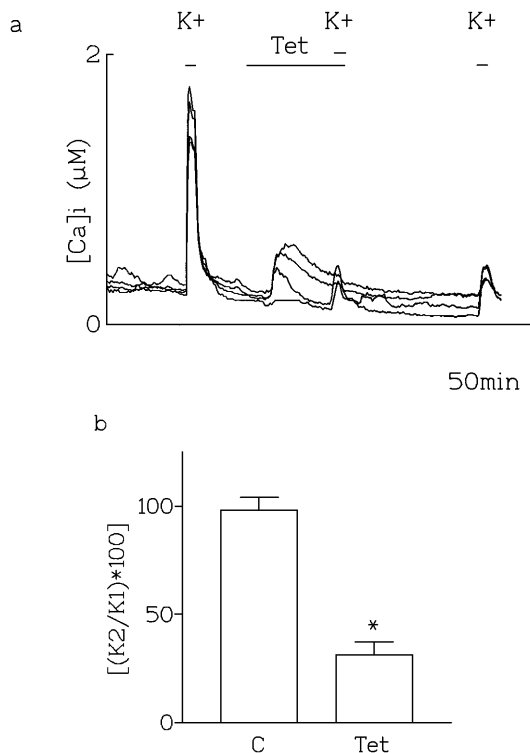 a
K+ K+ K+
Tet
2
[Ca]i (μM)
0
50min
b
[(K2/K1)*100]
100
50
0
*
C Tet